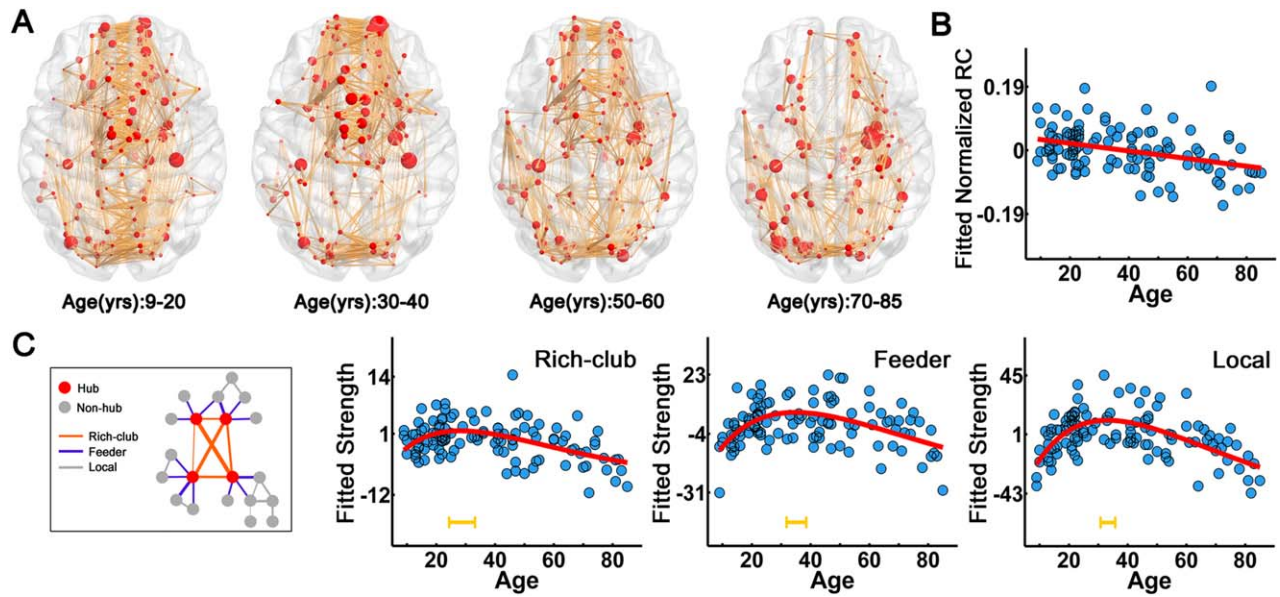 A
Age(yrs):9-20
Age(yrs):30-40
Age(yrs):50-60
Age(yrs):70-85
B
Fitted Normalized RC
0.19
0
-0.19
20 40 60 80
Age
C
Hub
Non-hub
Rich-club
Feeder
Local
Rich-club
Fitted Strength
14
1
-12
20 40 60 80
Age
Feeder
Fitted Strength
23
-4
-31
20 40 60 80
Age
Local
Fitted Strength
45
1
-43
20 40 60 80
Age